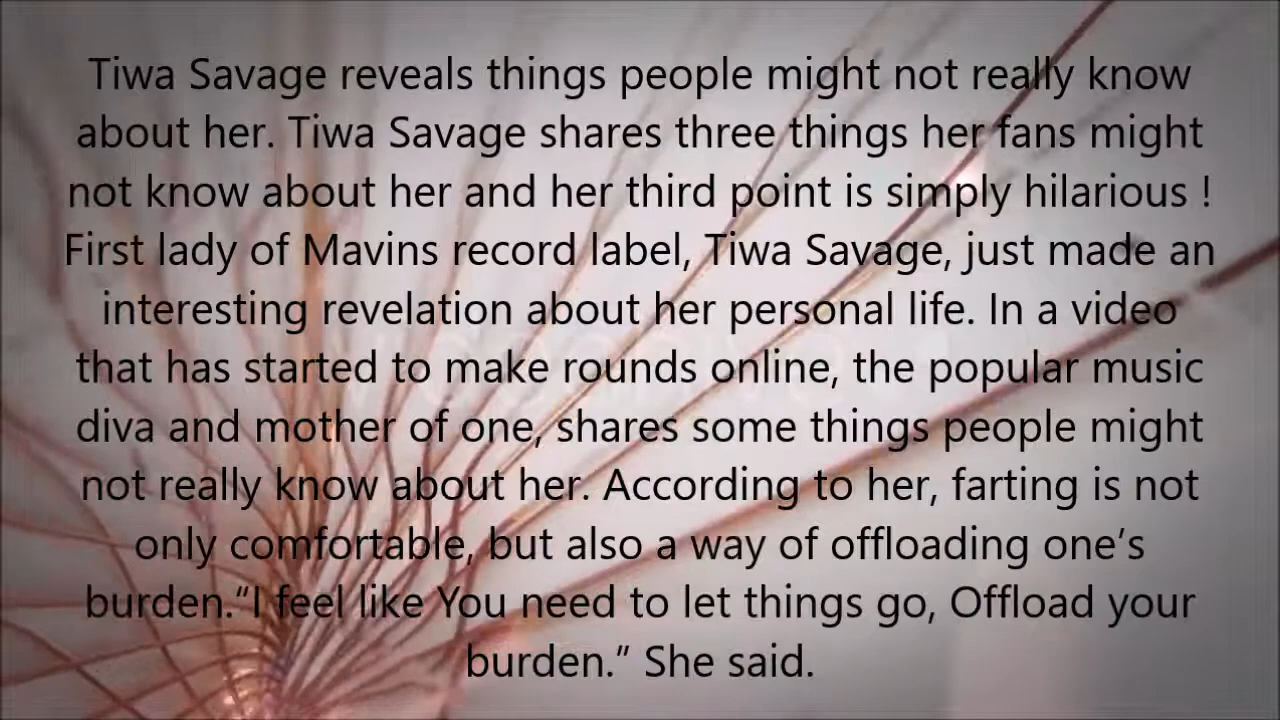 Tiwa Savage reveals things people might not really know
about her. Tiwa Savage shares three things her fans might
not know about her and her third point is simply hilarious !
First lady of Mavins record label, Tiwa Savage, just made an
interesting revelation about her personal life. In a video
that has started to make rounds online, the popular music
diva and mother of one, shares some things people might
not really know about her. According to her, farting is not
only comfortable, but also a way of offloading one’s
burden.“I feel like You need to let things go, Offload your
burden.” She said.